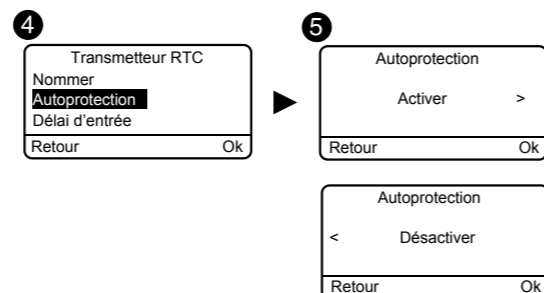 4
Transmetteur RTC
Nommer
Autoprotection
Délai d'entrée
Retour Ok
5
Autoprotection
Activer >
Retour Ok
Autoprotection
< Désactiver
Retour Ok